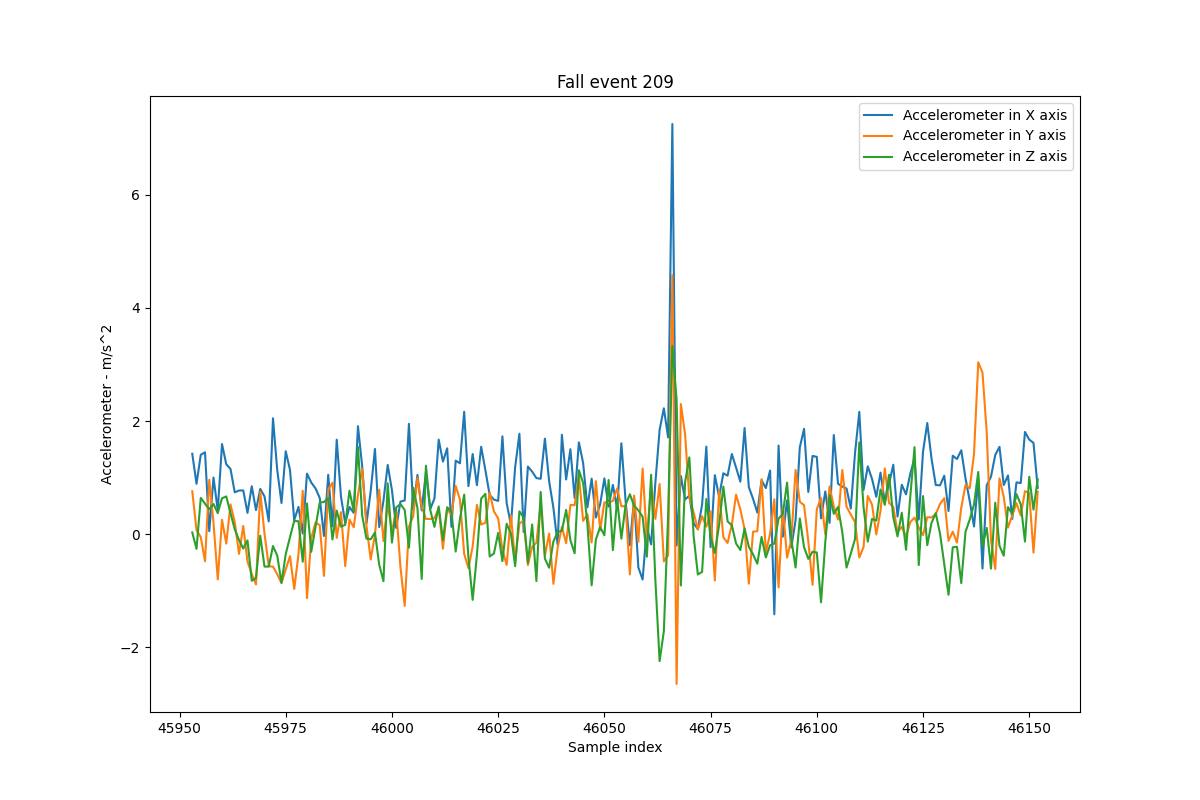 Fall event 209
Accelerometer in X axis
Accelerometer in Y axis
Accelerometer in Z axis
Accelerometer - m/s^2
6
4
2
0
−2
45950 45975 46000 46025 46050 46075 46100 46125 46150
Sample index